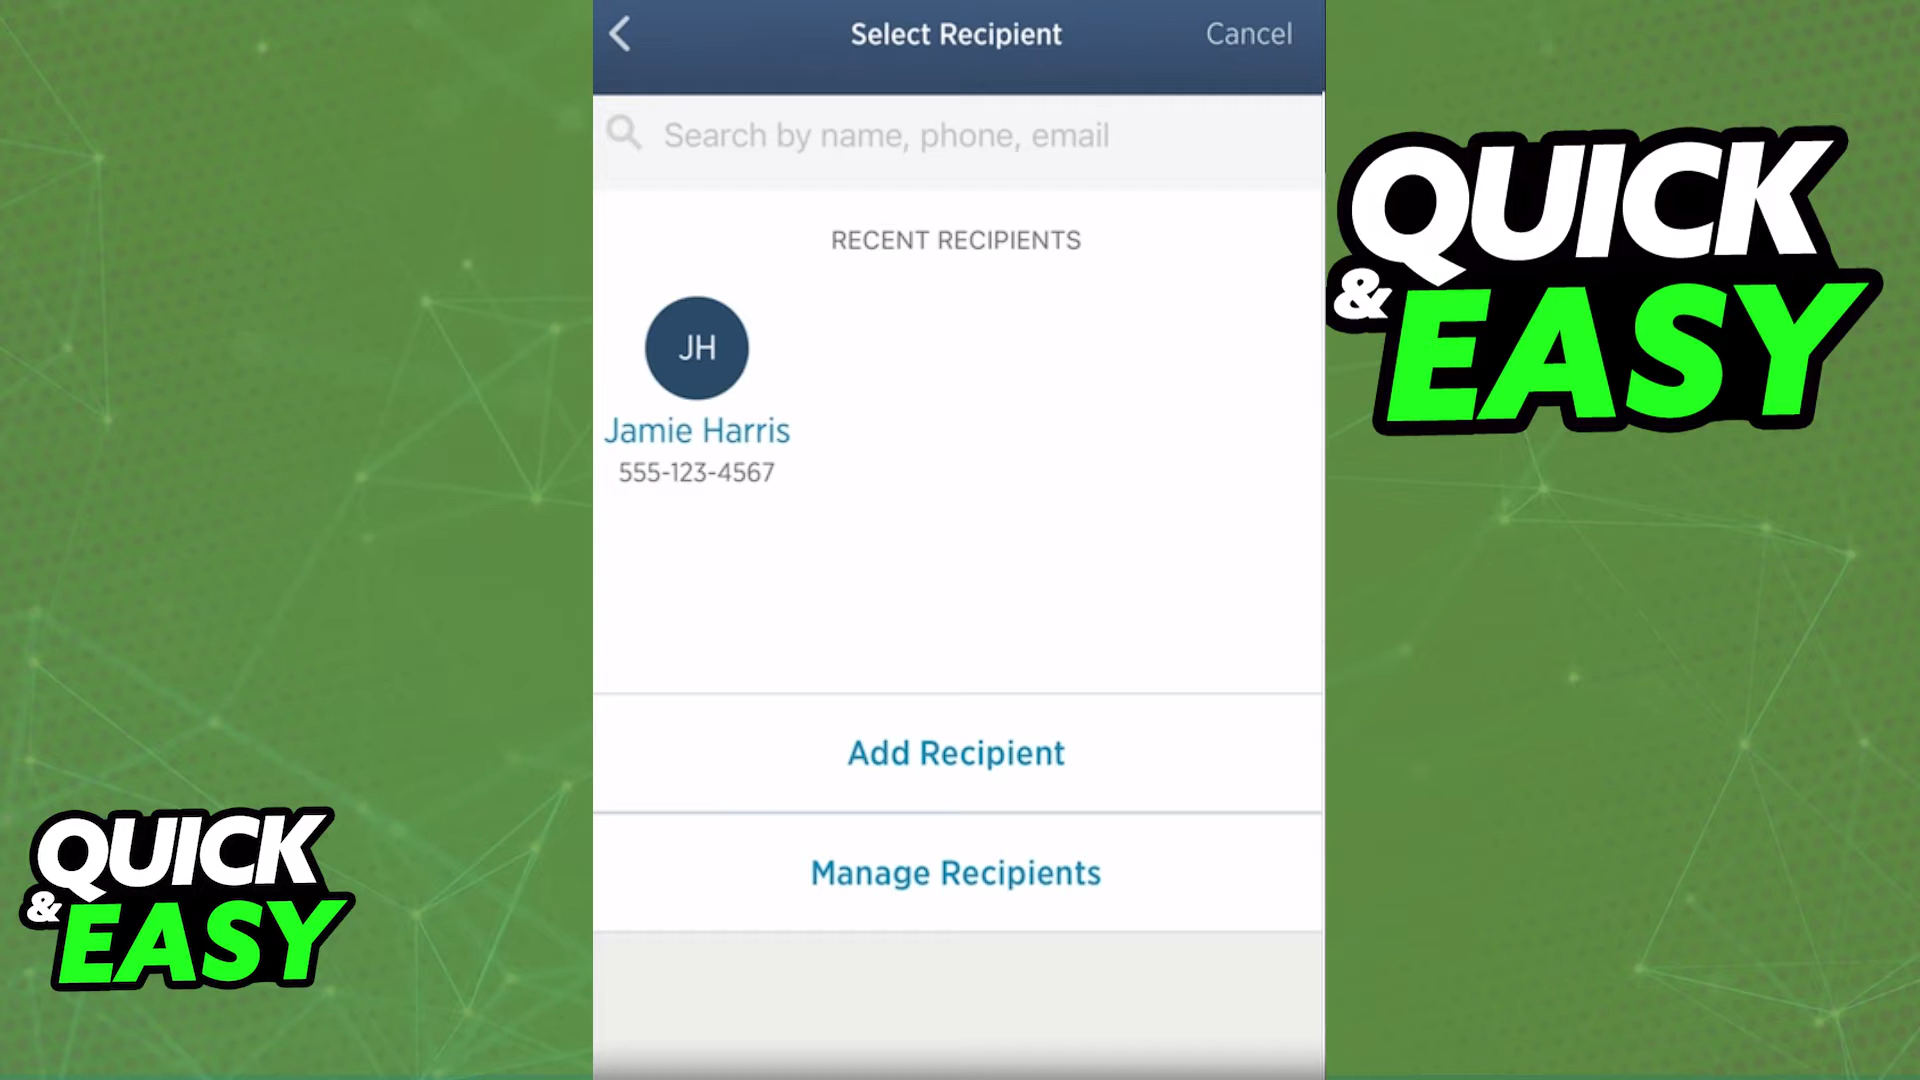 Select Recipient
Cancel
Search by name, phone, email
RECENT RECIPIENTS
JH
Jamie Harris
555-123-4567
Add Recipient
Manage Recipients
QUICK
& EASY
QUICK
& EASY